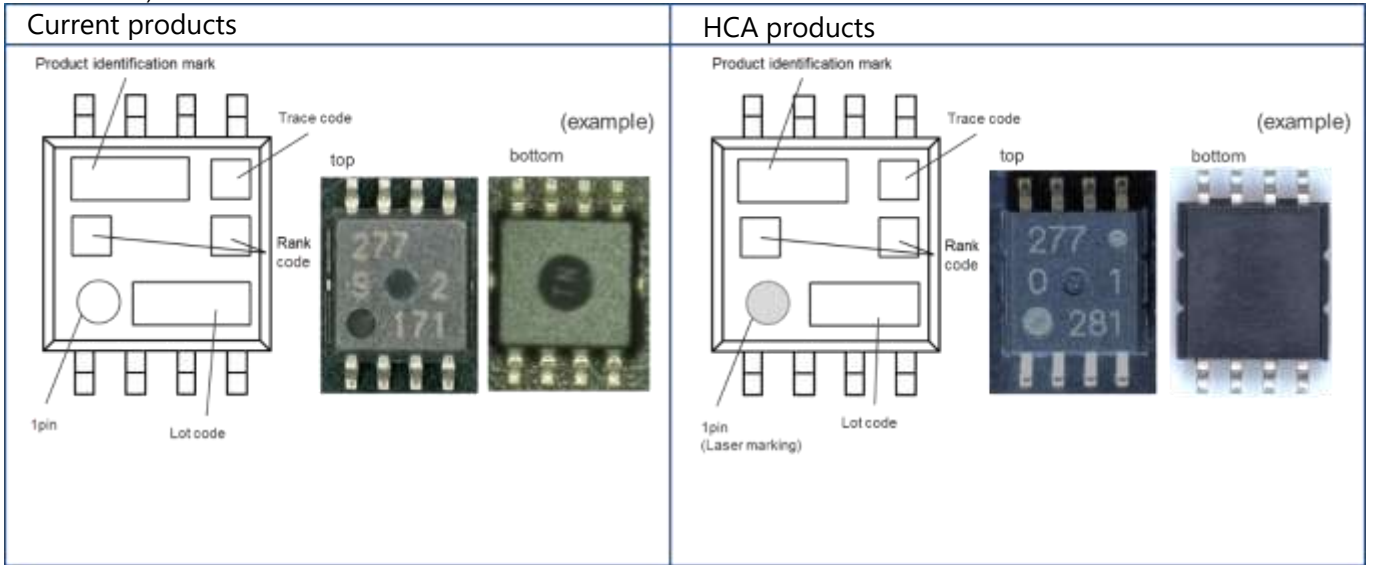 Current products
Product identification mark
Trace code
(example)
top
bottom
Rank
code
277
9 2
171
1pin
Lot code
HCA products
Product identification mark
Trace code
(example)
top
bottom
Rank
code
277
0 1
281
1pin
(Laser marking)
Lot code